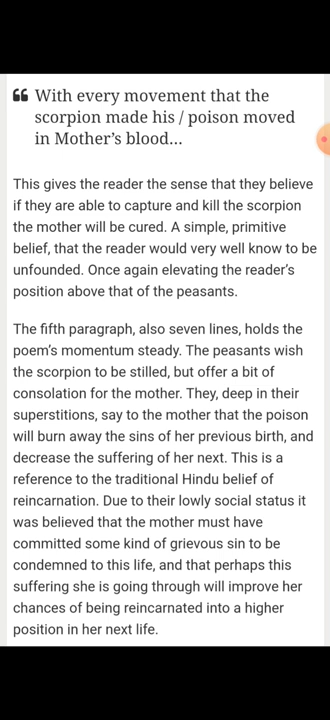 ❝ With every movement that the
scorpion made his / poison moved
in Mother’s blood…
This gives the reader the sense that they believe
if they are able to capture and kill the scorpion
the mother will be cured. A simple, primitive
belief, that the reader would very well know to be
unfounded. Once again elevating the reader’s
position above that of the peasants.
The fifth paragraph, also seven lines, holds the
poem’s momentum steady. The peasants wish
the scorpion to be stilled, but offer a bit of
consolation for the mother. They, deep in their
superstitions, say to the mother that the poison
will burn away the sins of her previous birth, and
decrease the suffering of her next. This is a
reference to the traditional Hindu belief of
reincarnation. Due to their lowly social status it
was believed that the mother must have
committed some kind of grievous sin to be
condemned to this life, and that perhaps this
suffering she is going through will improve her
chances of being reincarnated into a higher
position in her next life.